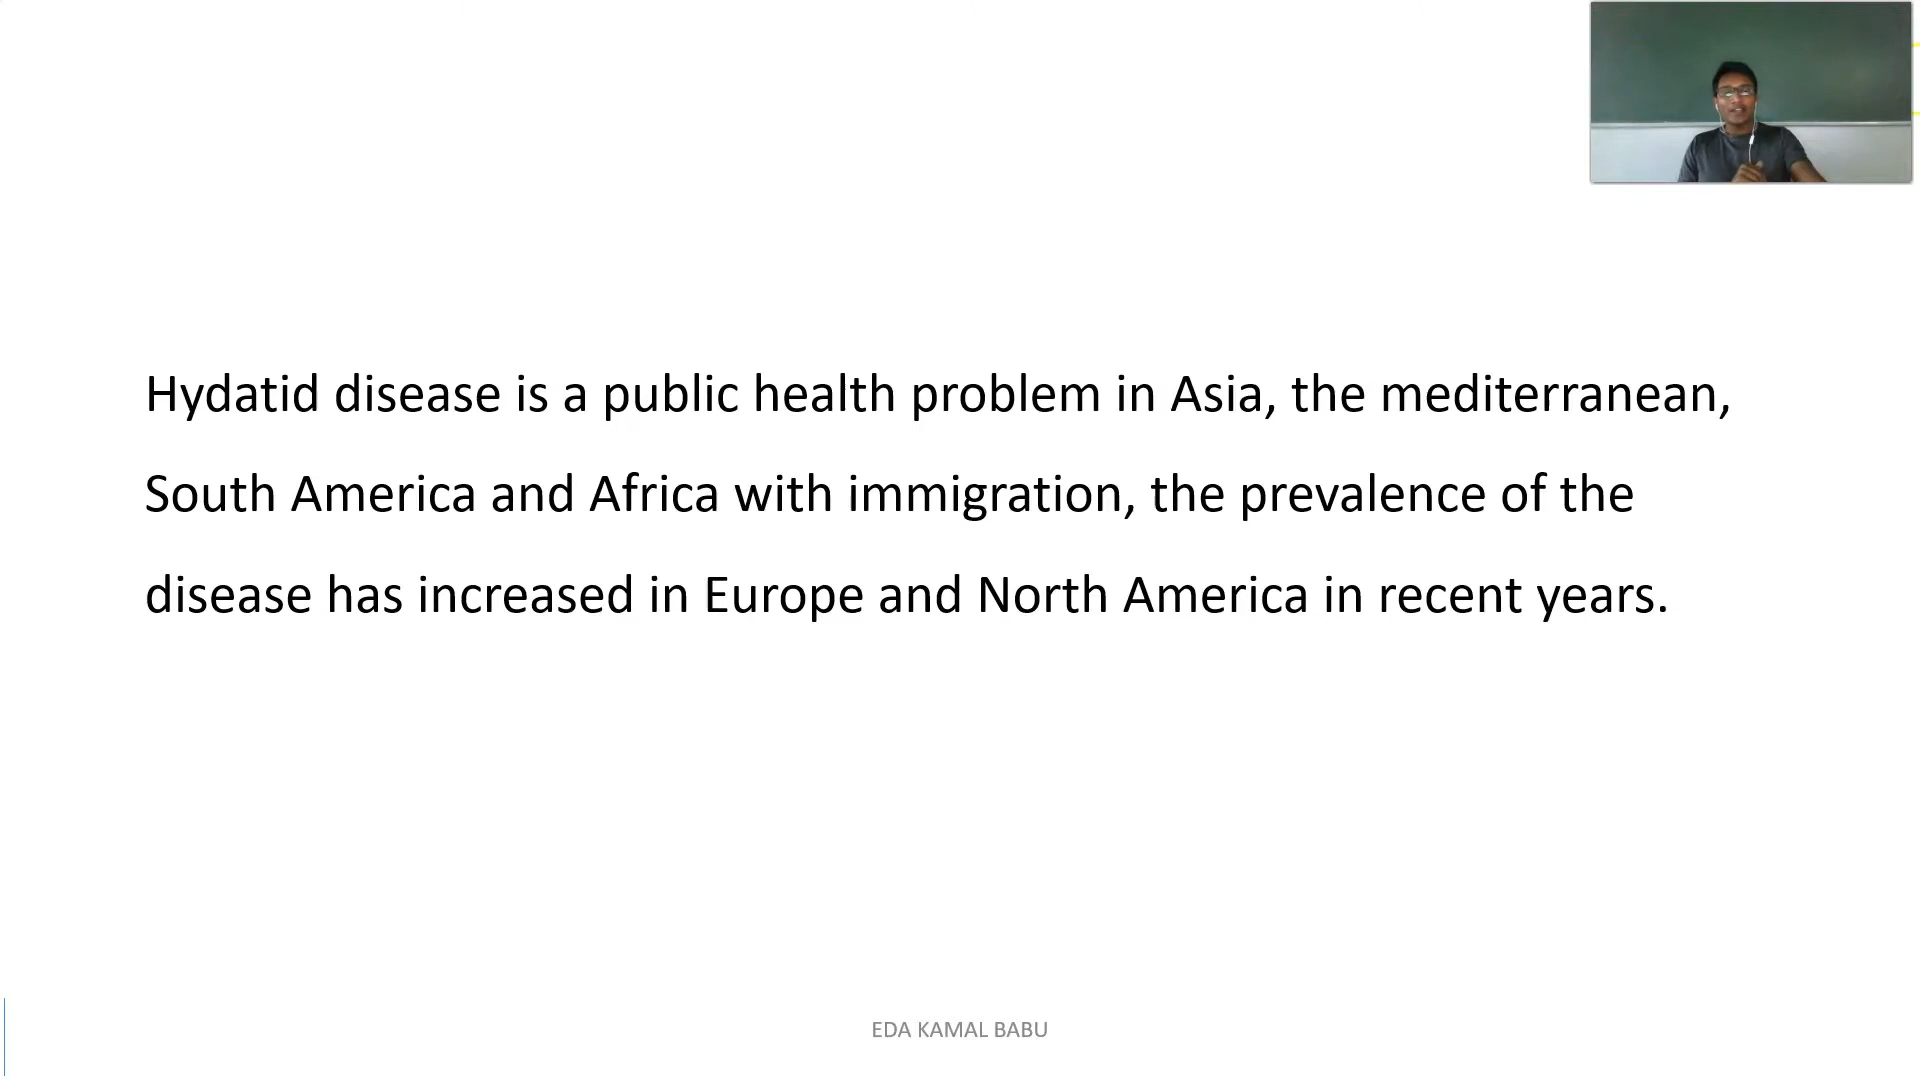 Hydatid disease is a public health problem in Asia, the mediterranean,
South America and Africa with immigration, the prevalence of the
disease has increased in Europe and North America in recent years.
EDA KAMAL BABU